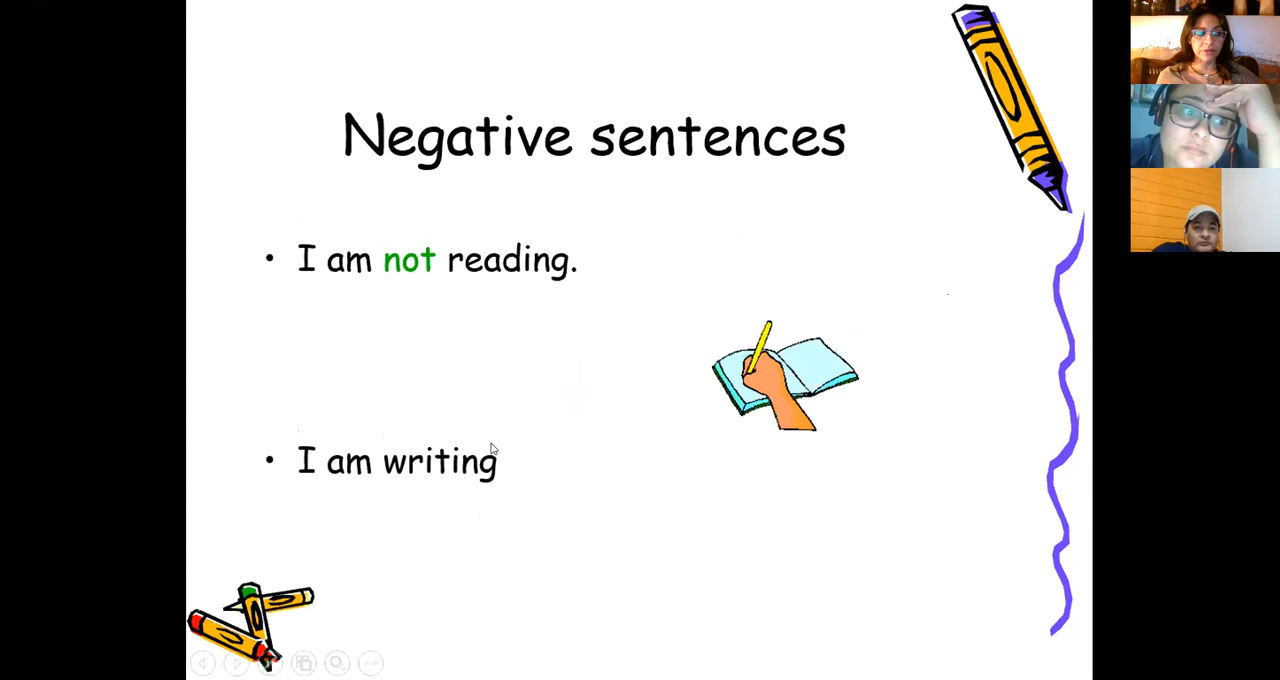 Negative sentences
• I am not reading.
• I am writing